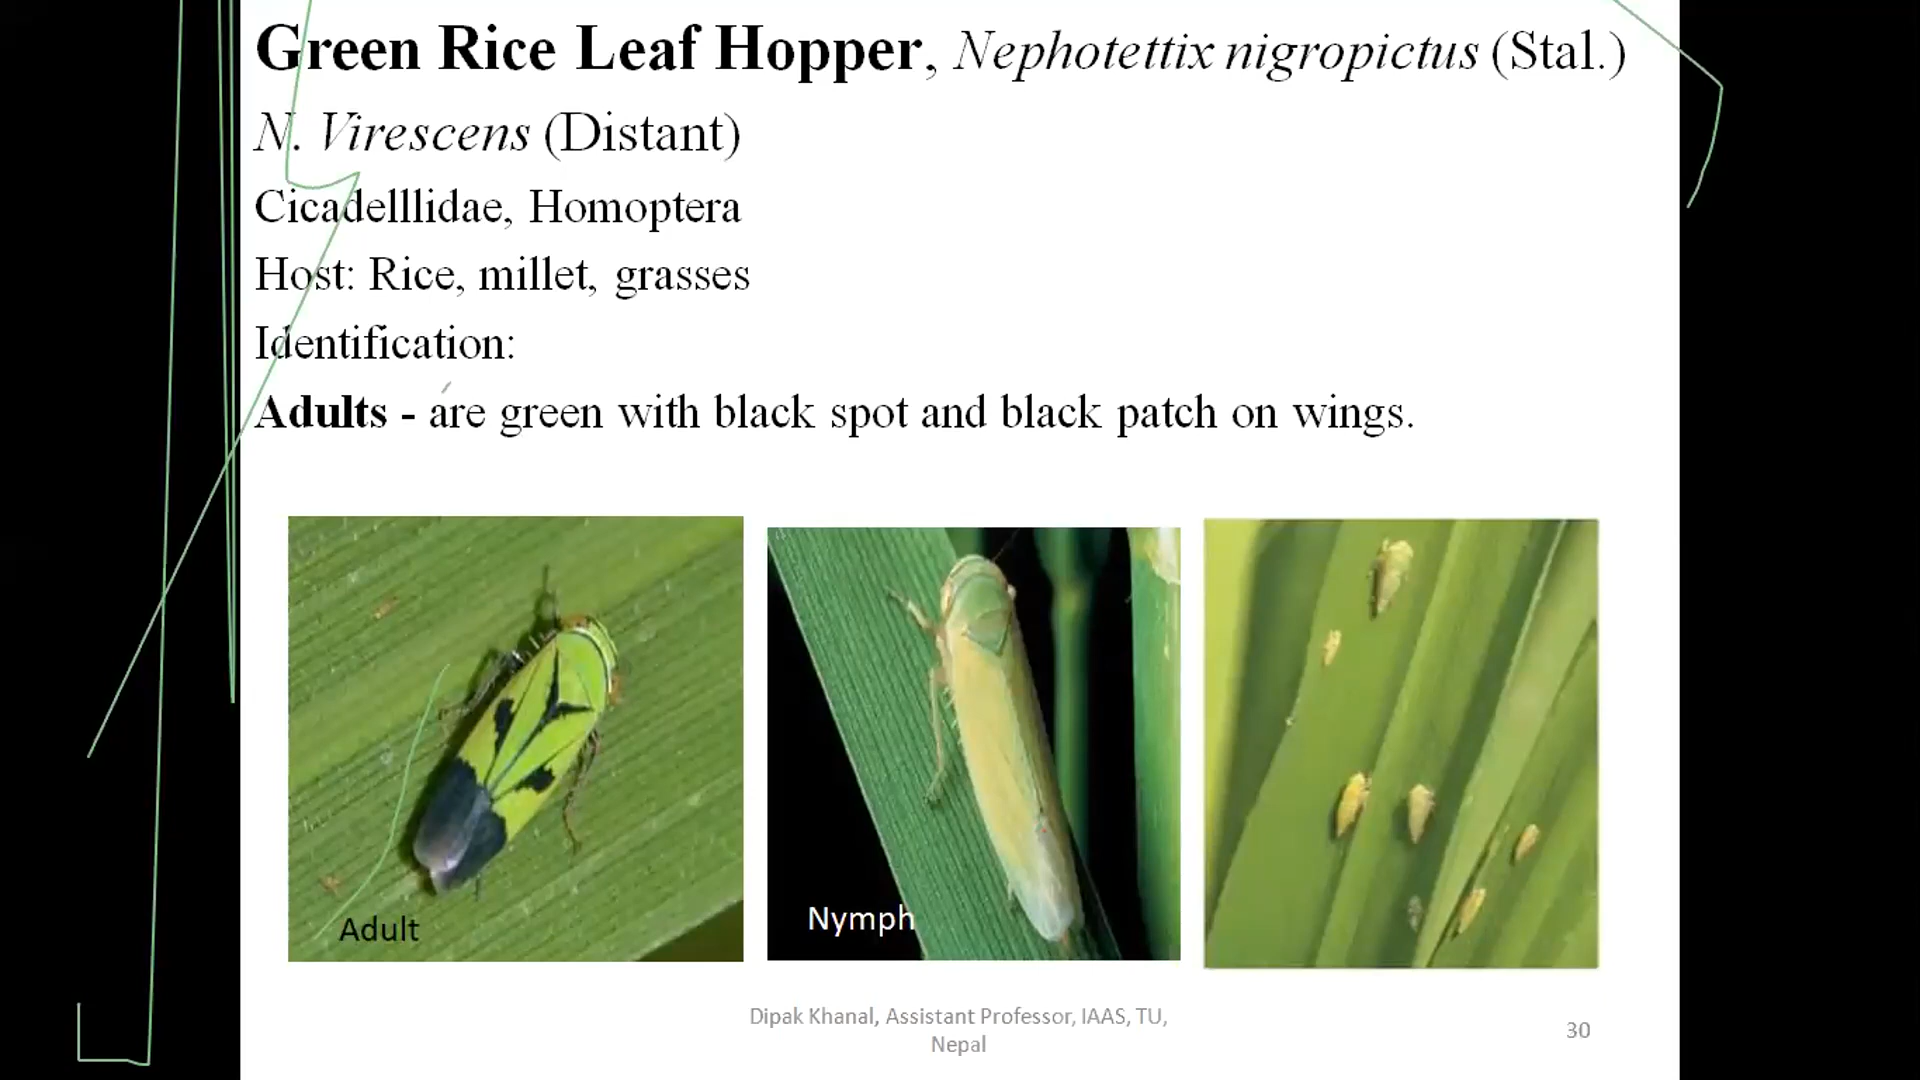 Green Rice Leaf Hopper, Nephotettix nigropictus (Stal.)
N. Virescens (Distant)
Cicadelllidae, Homoptera
Host: Rice, millet, grasses
Identification:
Adults - are green with black spot and black patch on wings.
Adult
Nymph
Dipak Khanal, Assistant Professor, IAAS, TU,
Nepal
30